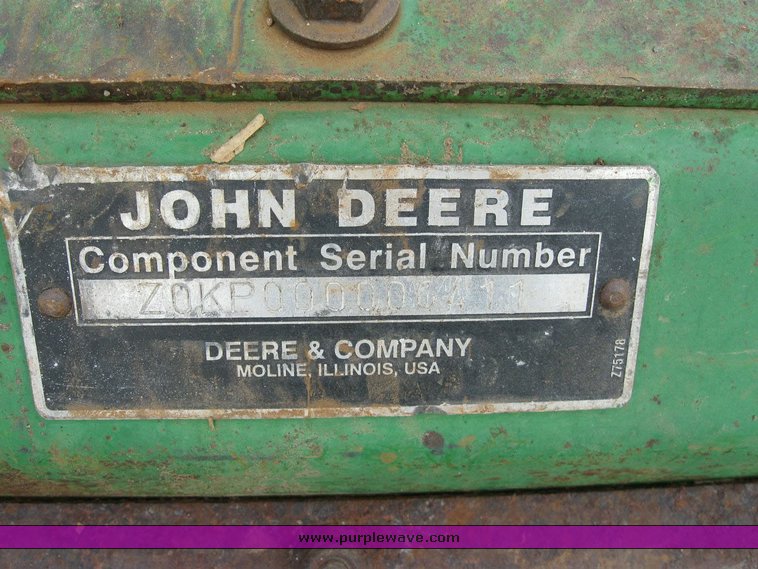 JOHN DEERE
Component Serial Number
DEERE & COMPANY
MOLINE, ILLINOIS, USA
Z75178
www.purplewave.com